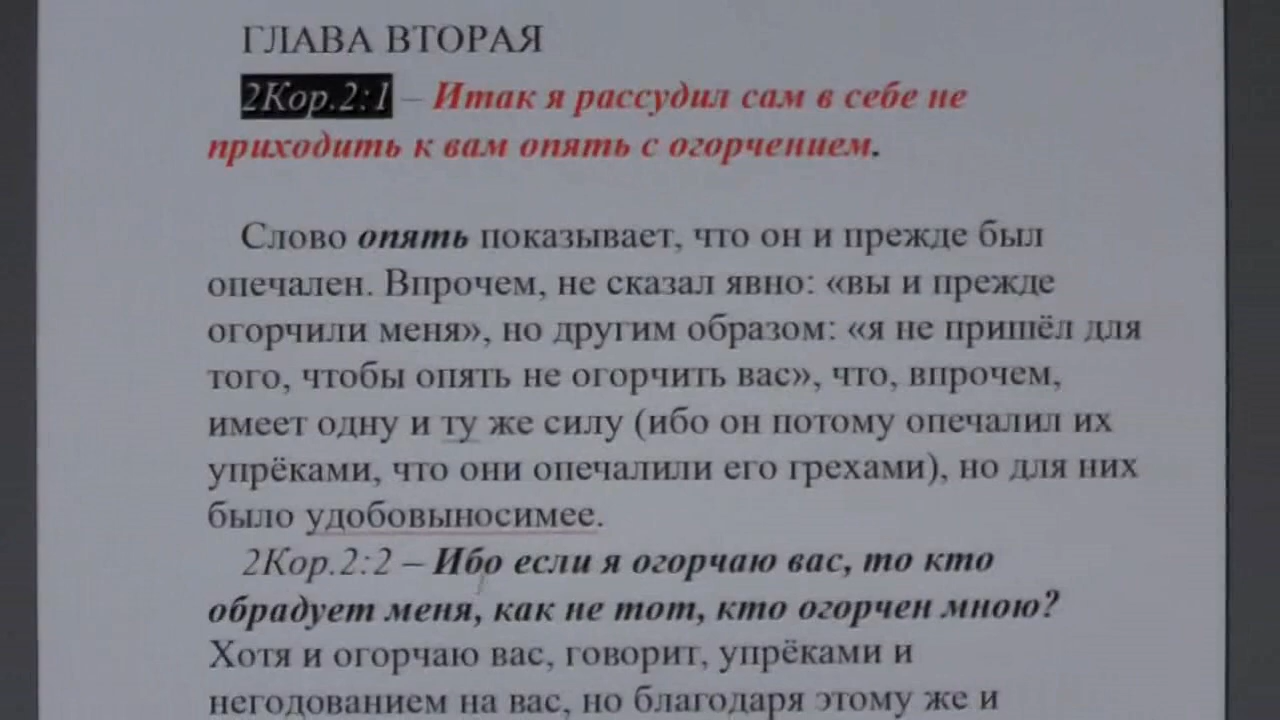 ГЛАВА ВТОРАЯ
2Кор.2:1 – Итак я рассудил сам в себе не
приходить к вам опять с огорчением.
Слово опять показывает, что он и прежде был
опечален. Впрочем, не сказал явно: «вы и прежде
огорчили меня», но другим образом: «я не пришёл для
того, чтобы опять не огорчить вас», что, впрочем,
имеет одну и ту же силу (ибо он потому опечалил их
упрёками, что они опечалили его грехами), но для них
было удобовыносимее.
2Кор.2:2 – Ибо если я огорчаю вас, то кто
обрадует меня, как не тот, кто огорчен мною?
Хотя и огорчаю вас, говорит, упрёками и
негодованием на вас, но благодаря этому же и